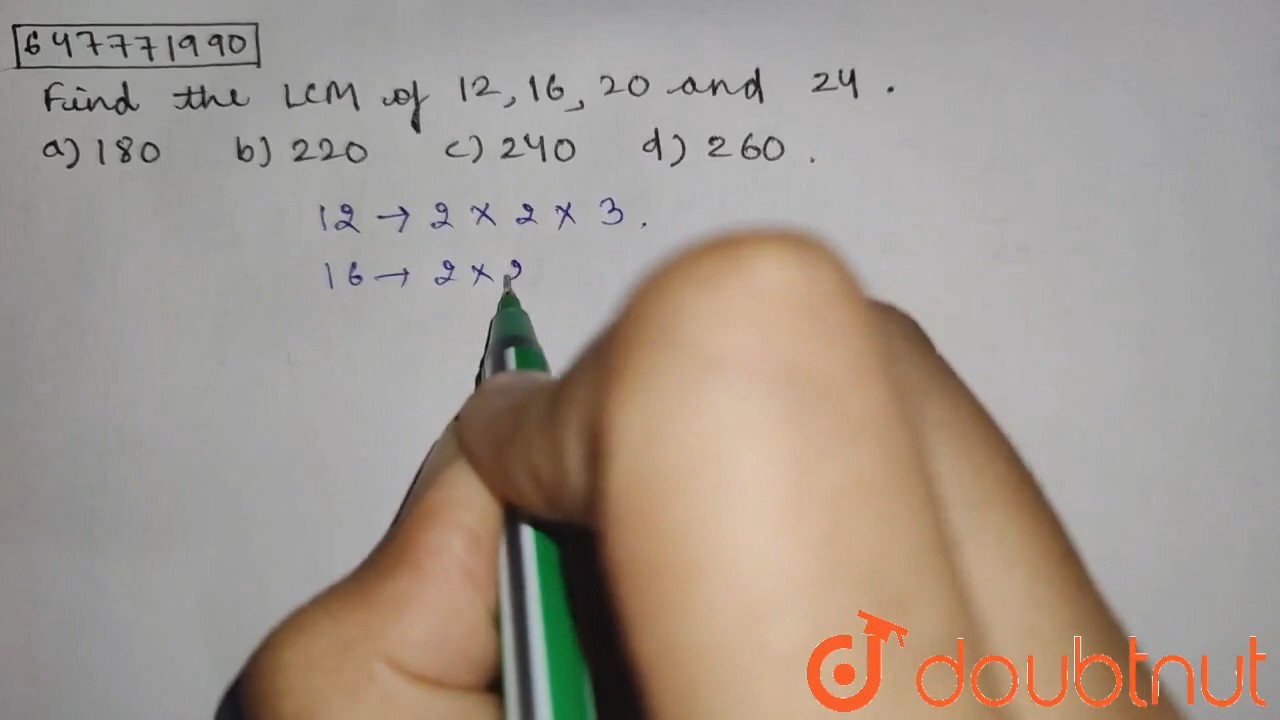 647771990
Find the LCM of 12, 16, 20 and 24.
a) 180 b) 220 c) 240 d) 260.
12 → 2 × 2 × 3.
16 → 2 × 2
doubtnut